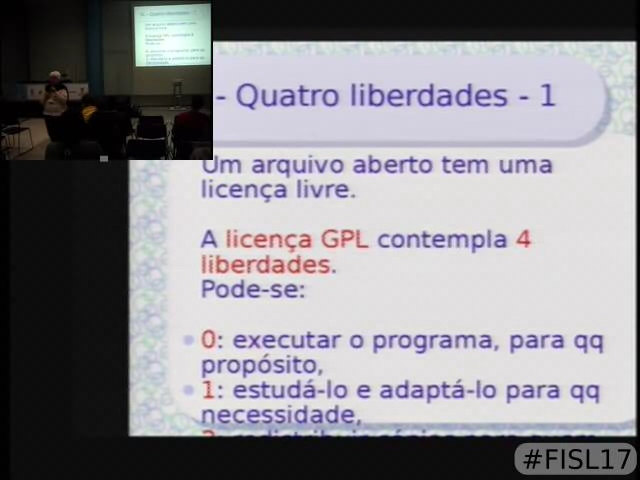 - Quatro liberdades - 1
Um arquivo aberto tem uma
licença livre.
A licença GPL contempla 4
liberdades.
Pode-se:
0: executar o programa, para qq
propósito,
1: estudá-lo e adaptá-lo para qq
necessidade,
#FISL17